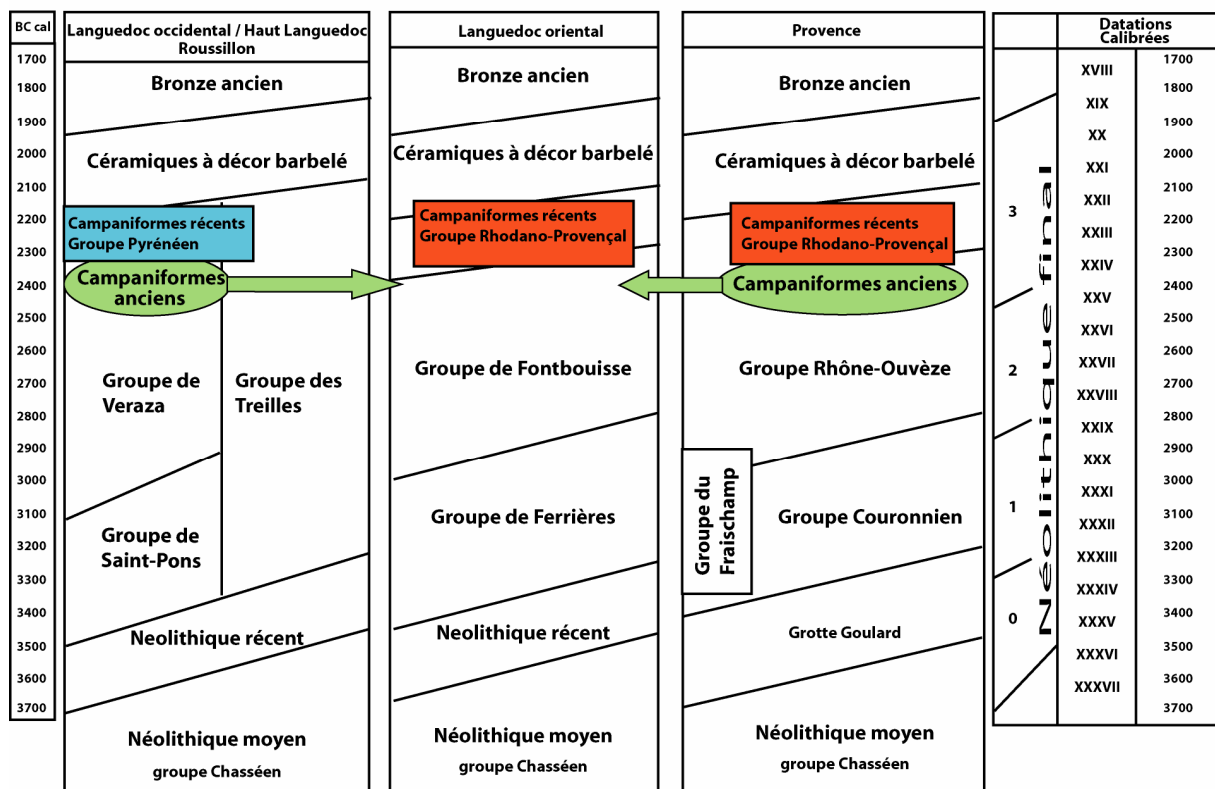 BC cal
1700
1800
1900
2000
2100
2200
2300
2400
2500
2600
2700
2800
2900
3000
3100
3200
3300
3400
3500
3600
3700
Languedoc occidental / Haut Languedoc
Roussillon
Bronze ancien
Céramiques à décor barbelé
Campaniformes récents
Groupe Pyrénéen
Campaniformes
anciens
Groupe de
Veraza
Groupe des
Treilles
Groupe de
Saint-Pons
Neolithique récent
Néolithique moyen
groupe Chasséen
Languedoc oriental
Bronze ancien
Céramiques à décor barbelé
Campaniformes récents
Groupe Rhodano-Provençal
Groupe de Fontbouisse
Groupe de Ferrières
Neolithique récent
Néolithique moyen
groupe Chasséen
Provence
Bronze ancien
Céramiques à décor barbelé
Campaniformes récents
Groupe Rhodano-Provençal
Campaniformes anciens
Groupe Rhône-Ouvèze
Groupe du
Fraischamp
Groupe Couronnien
Grotte Goulard
Néolithique moyen
groupe Chasséen
Datations
Calibrées
3
2
1
0
Néolithique final
XVIII
XIX
XX
XXI
XXII
XXIII
XXIV
XXV
XXVI
XXVII
XXVIII
XXIX
XXX
XXXI
XXXII
XXXIII
XXXIV
XXXV
XXXVI
XXXVII
1700
1800
1900
2000
2100
2200
2300
2400
2500
2600
2700
2800
2900
3000
3100
3200
3300
3400
3500
3600
3700